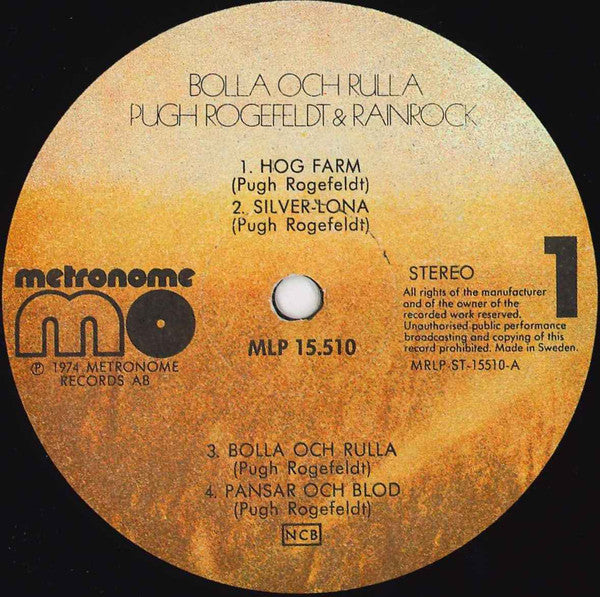 BOLLA OCH RULLA
PUGH ROGEFELDT & RAINROCK
1. HOG FARM
(Pugh Rogefeldt)
2. SILVER-LONA
(Pugh Rogefeldt)
metronome
mo
℗ 1974 METRONOME
RECORDS AB
MLP 15.510
STEREO
1
All rights of the manufacturer
and of the owner of the
recorded work reserved.
Unauthorised public performance
broadcasting and copying of this
record prohibited. Made in Sweden.
MRLP-ST-15510-A
3. BOLLA OCH RULLA
(Pugh Rogefeldt)
4. PANSAR OCH BLOD
(Pugh Rogefeldt)
NCB